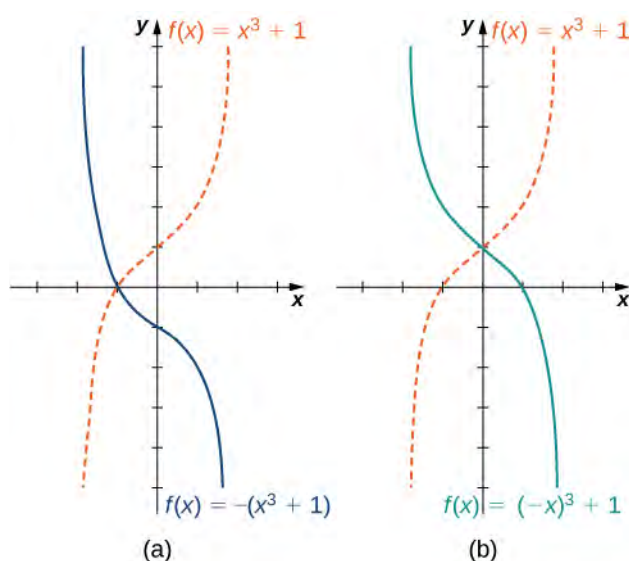 y f(x) = x³ + 1
x
f(x) = –(x³ + 1)
(a)
y f(x) = x³ + 1
x
f(x) = (–x)³ + 1
(b)